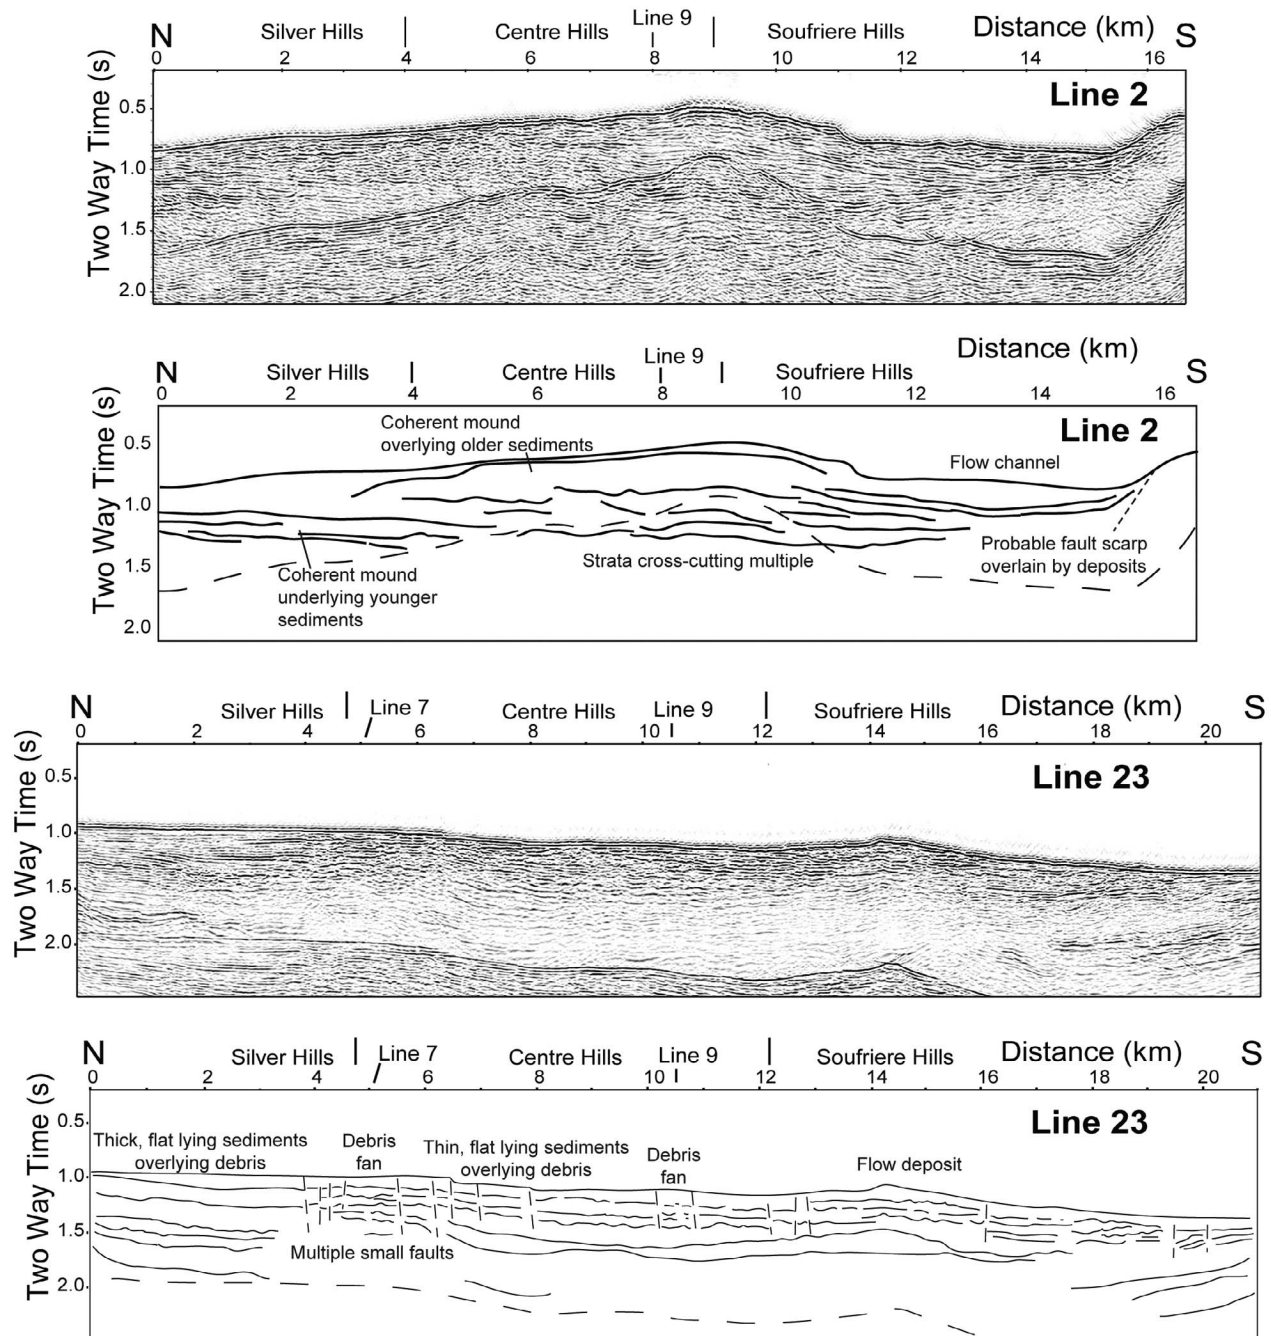 N Silver Hills Centre Hills Line 9 Soufriere Hills Distance (km) S
0 2 4 6 8 10 12 14 16
Two Way Time (s)
Line 2
0.5
1.0
1.5
2.0
N Silver Hills Centre Hills Line 9 Soufriere Hills Distance (km) S
0 2 4 6 8 10 12 14 16
Two Way Time (s)
Coherent mound
overlying older sediments
Line 2
0.5
Flow channel
1.0
Probable fault scarp
overlain by deposits
Strata cross-cutting multiple
1.5
Coherent mound
underlying younger
sediments
2.0
N Silver Hills Line 7 Centre Hills Line 9 Soufriere Hills Distance (km) S
0 2 4 6 8 10 12 14 16 18 20
Two Way Time (s)
Line 23
0.5
1.0
1.5
2.0
N Silver Hills Line 7 Centre Hills Line 9 Soufriere Hills Distance (km) S
0 2 4 6 8 10 12 14 16 18 20
Two Way Time (s)
Line 23
0.5
Thick, flat lying sediments
overlying debris
Debris
fan
Thin, flat lying sediments
overlying debris
Debris
fan
Flow deposit
1.0
1.5
Multiple small faults
2.0